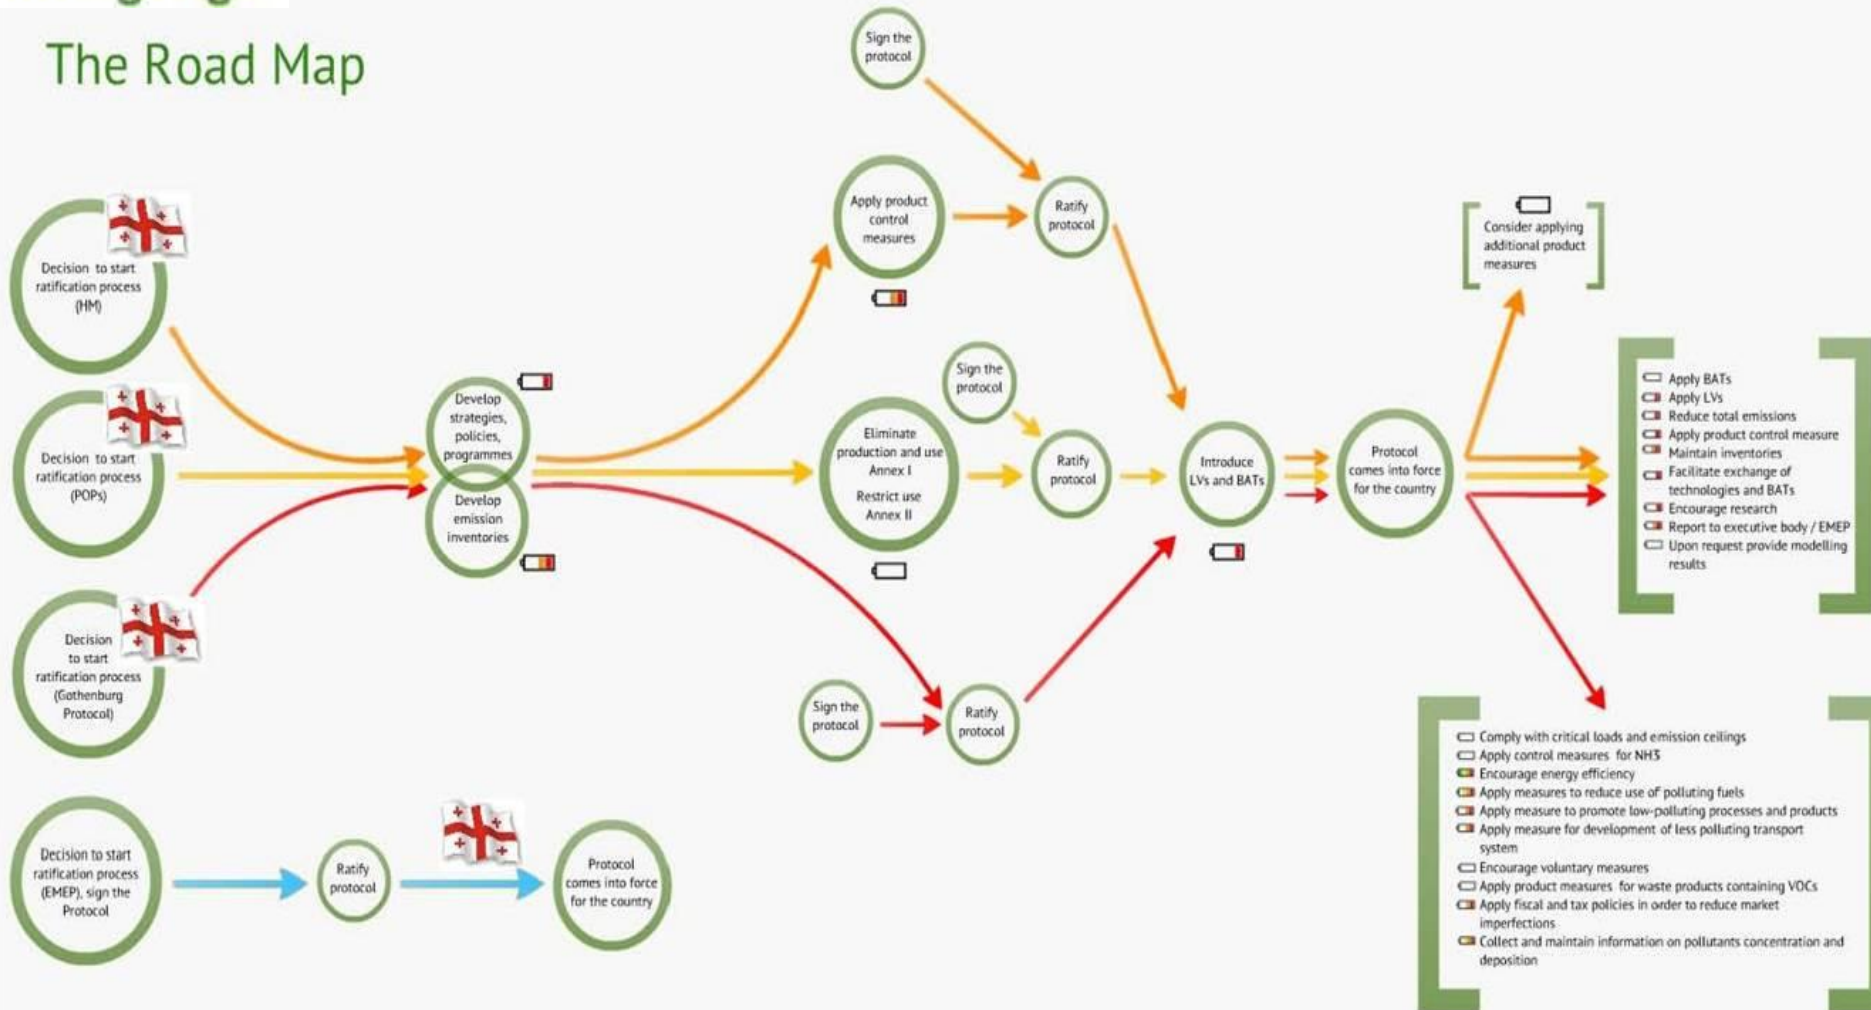 The Road Map
Sign the
protocol
Apply product
control
measures
Ratify
protocol
Consider applying
additional product
measures
Decision to start
ratification process
(HM)
Decision to start
ratification process
(POPs)
Decision
to start
ratification process
(Gothenburg
Protocol)
Develop
strategies,
policies,
programmes
Develop
emission
inventories
Sign the
protocol
Eliminate
production and use
Annex I
Restrict use
Annex II
Ratify
protocol
Introduce
LVs and BATs
Protocol
comes into force
for the country
Apply BATs
Apply LVs
Reduce total emissions
Apply product control measure
Maintain inventories
Facilitate exchange of
technologies and BATs
Encourage research
Report to executive body / EMEP
Upon request provide modelling
results
Sign the
protocol
Ratify
protocol
Comply with critical loads and emission ceilings
Apply control measures for NH3
Encourage energy efficiency
Apply measures to reduce use of polluting fuels
Apply measure to promote low-polluting processes and products
Apply measure for development of less polluting transport
system
Encourage voluntary measures
Apply product measures for waste products containing VOCs
Apply fiscal and tax policies in order to reduce market
imperfections
Collect and maintain information on pollutants concentration and
deposition
Decision to start
ratification process
(EMEP), sign the
Protocol
Ratify
protocol
Protocol
comes into force
for the country